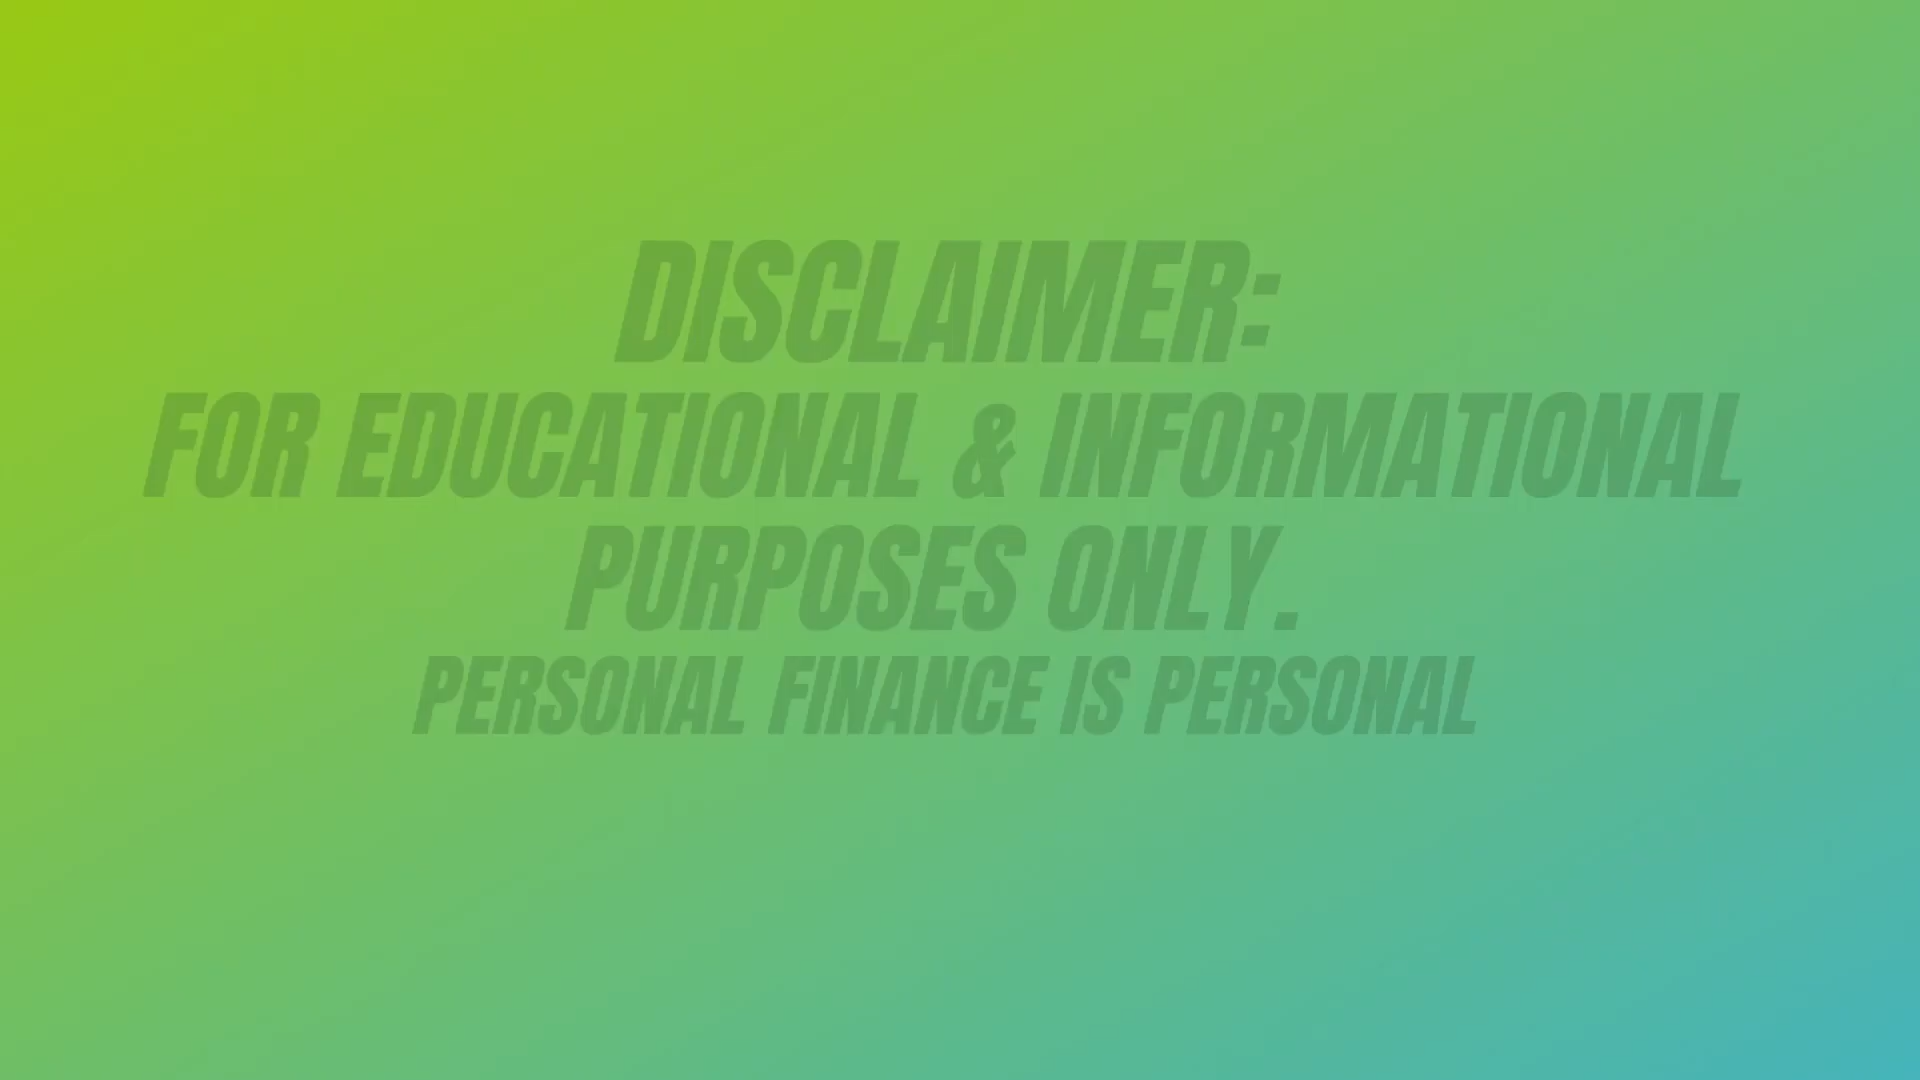 DISCLAIMER:
FOR EDUCATIONAL & INFORMATIONAL
PURPOSES ONLY.
PERSONAL FINANCE IS PERSONAL